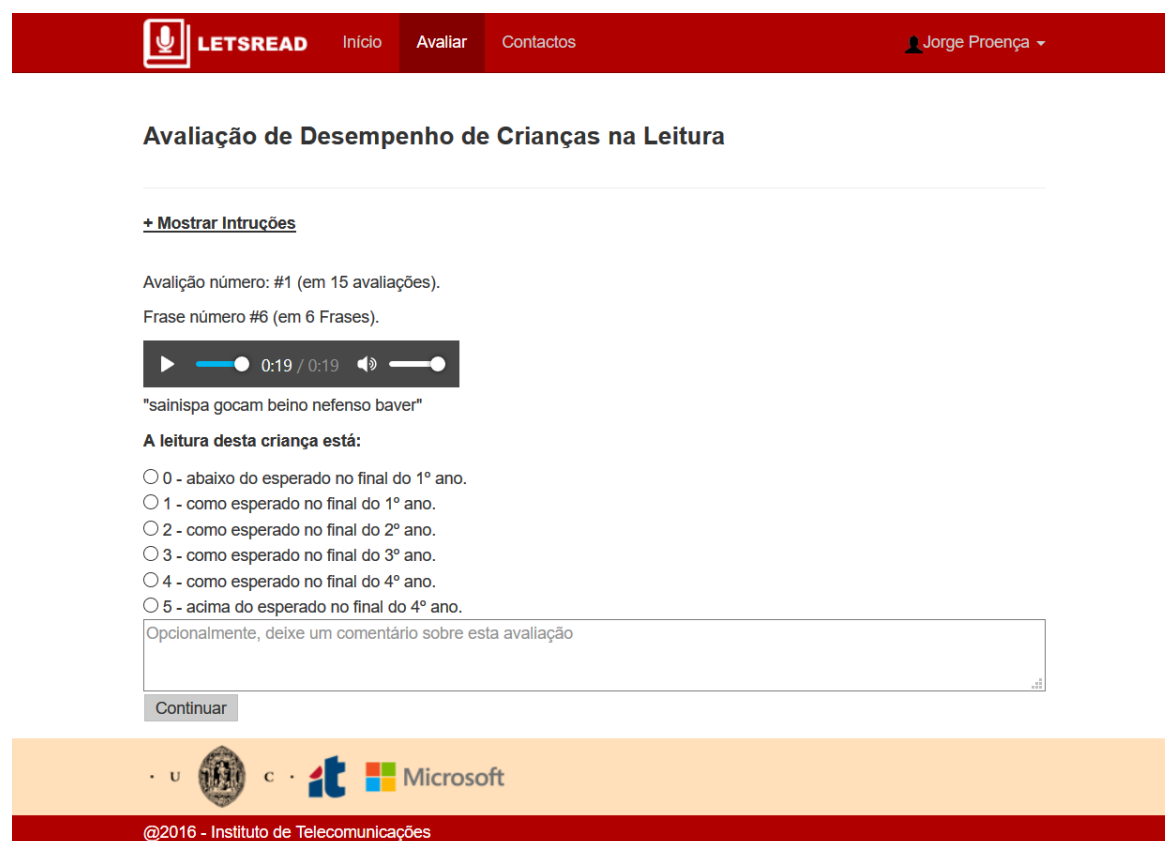 LETSREAD Início Avaliar Contactos Jorge Proença
Avaliação de Desempenho de Crianças na Leitura
+ Mostrar Intruções
Avalição número: #1 (em 15 avaliações).
Frase número #6 (em 6 Frases).
0:19 / 0:19
"sainispa gocam beino nefenso baver"
A leitura desta criança está:
0 - abaixo do esperado no final do 1º ano.
1 - como esperado no final do 1º ano.
2 - como esperado no final do 2º ano.
3 - como esperado no final do 3º ano.
4 - como esperado no final do 4º ano.
5 - acima do esperado no final do 4º ano.
Opcionalmente, deixe um comentário sobre esta avaliação
Continuar
· U C · it Microsoft
@2016 - Instituto de Telecomunicações